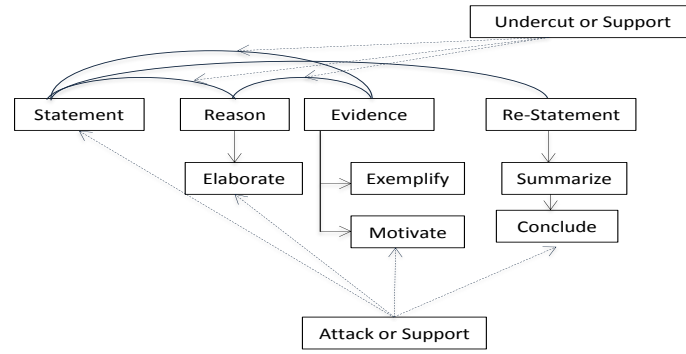 Undercut or Support
Statement
Reason
Evidence
Re-Statement
Elaborate
Exemplify
Summarize
Motivate
Conclude
Attack or Support